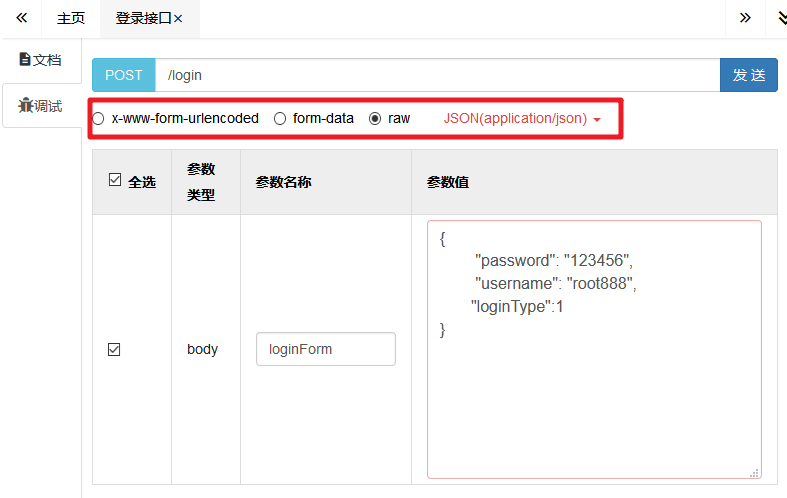 主页
登录接口×
文档
调试
POST /login 发 送
x-www-form-urlencoded form-data raw JSON(application/json)
全选 参数类型 参数名称 参数值
body loginForm
{
"password": "123456",
"username": "root888",
"loginType":1
}